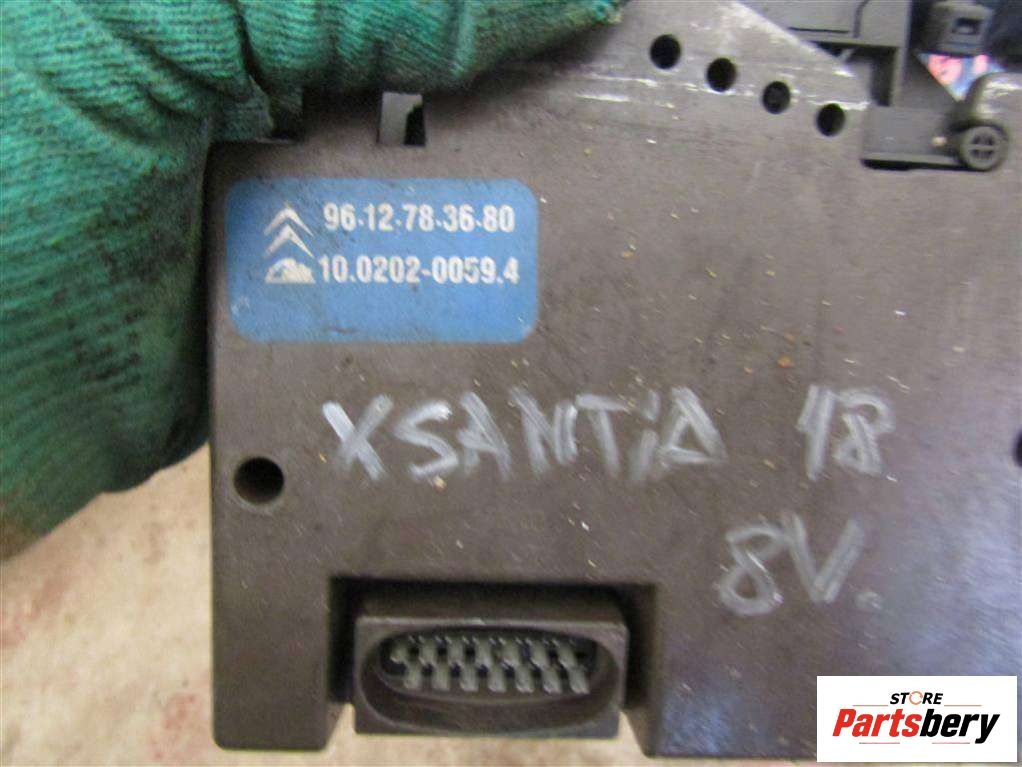 96-12-78-36-80
10.0202-0059.4
XSANTiA 18
8V.
STORE
Partsbery